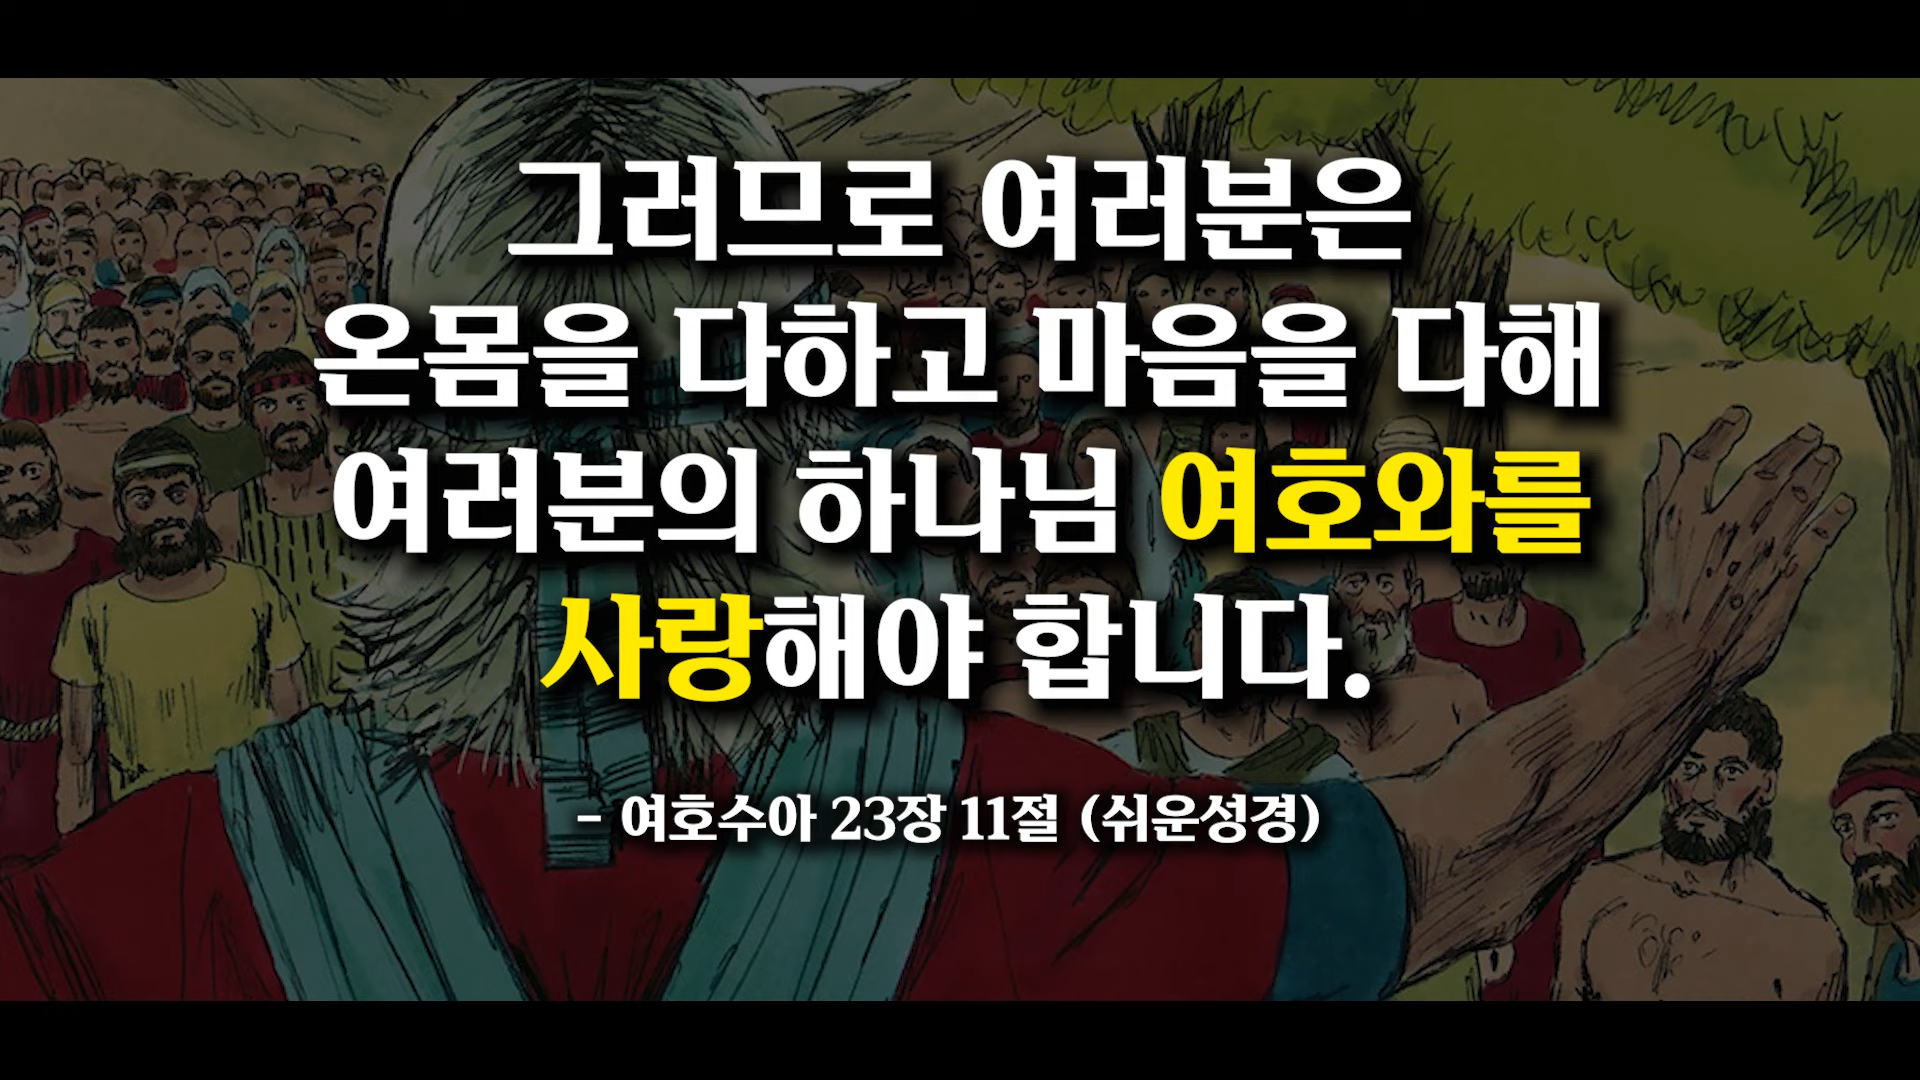 그러므로 여러분은
온몸을 다하고 마음을 다해
여러분의 하나님 여호와를
사랑해야 합니다.
- 여호수아 23장 11절 (쉬운성경)